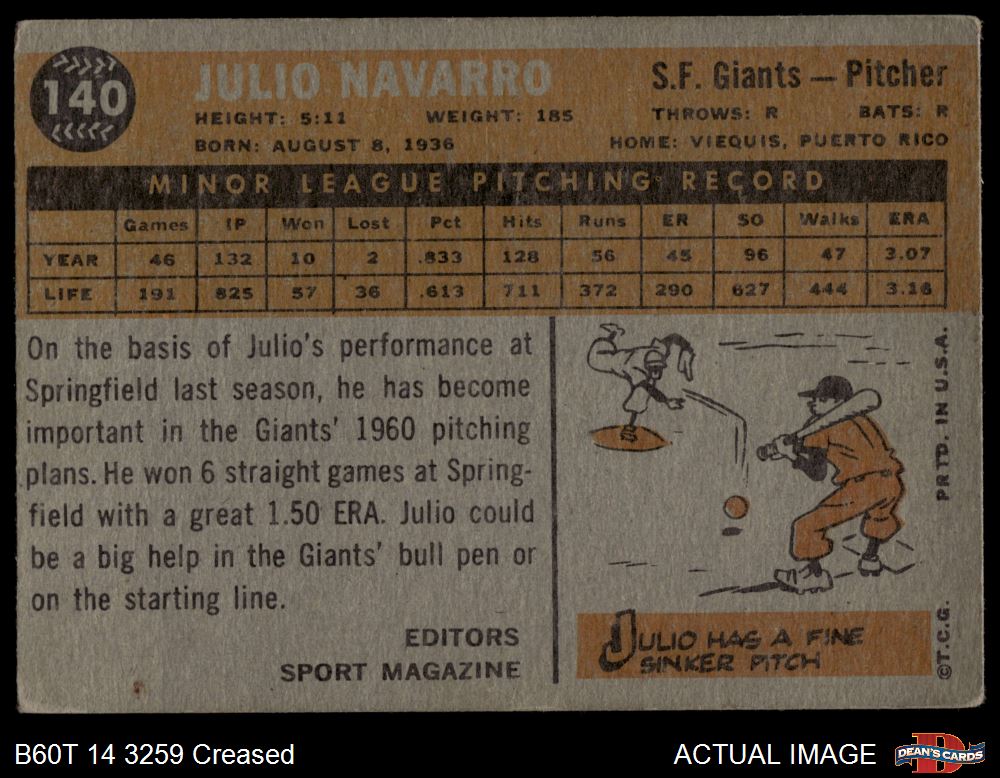 140
JULIO NAVARRO
S.F. Giants — Pitcher
HEIGHT: 5:11 WEIGHT: 185 THROWS: R BATS: R
BORN: AUGUST 8, 1936 HOME: VIEQUIS, PUERTO RICO
MINOR LEAGUE PITCHING RECORD
Games IP Won Lost Pct Hits Runs ER SO Walks ERA
YEAR 46 132 10 2 .833 128 56 45 96 47 3.07
LIFE 191 825 57 36 .613 711 372 290 627 444 3.16
On the basis of Julio's performance at
Springfield last season, he has become
important in the Giants' 1960 pitching
plans. He won 6 straight games at Spring-
field with a great 1.50 ERA. Julio could
be a big help in the Giants' bull pen or
on the starting line.
EDITORS
SPORT MAGAZINE
JULIO HAS A FINE
SINKER PITCH
PRTD. IN U.S.A.
©T.C.G.
B60T 14 3259 Creased
ACTUAL IMAGE
DEAN'S CARDS